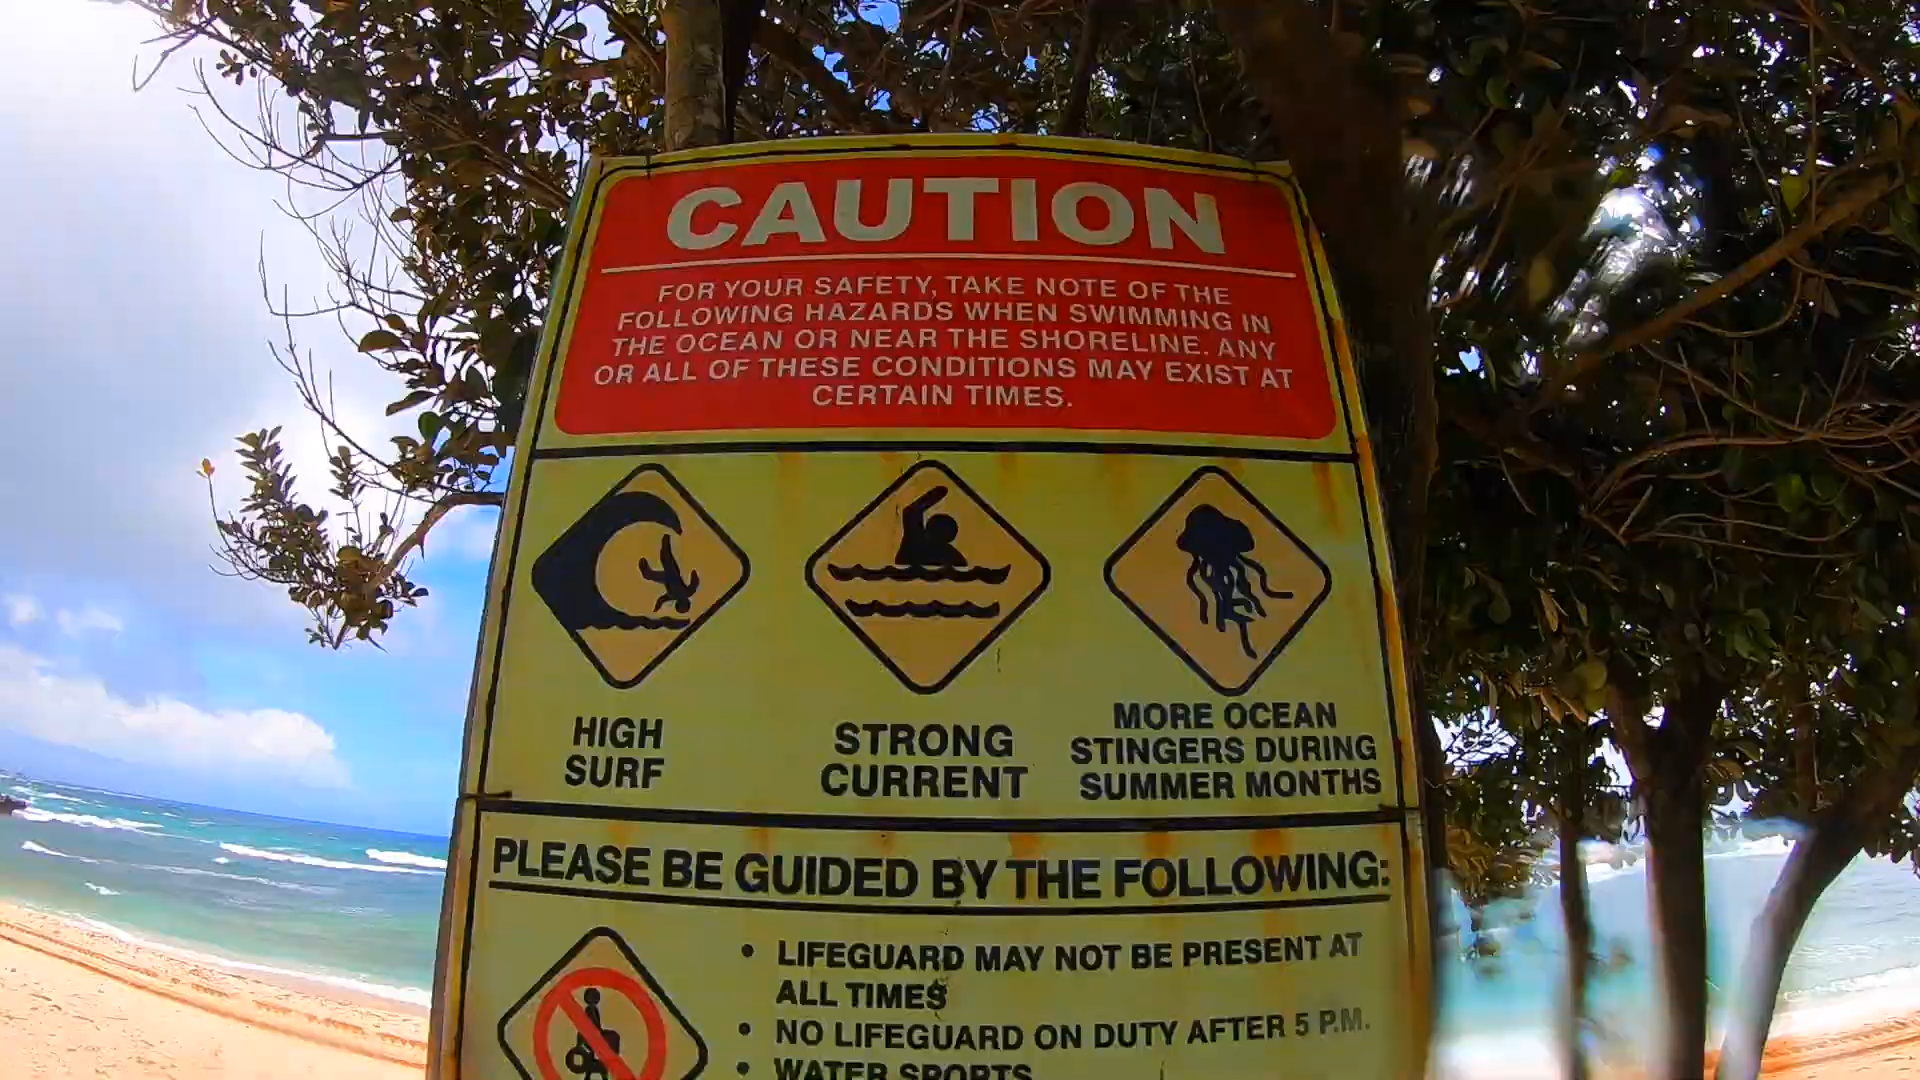 CAUTION
FOR YOUR SAFETY, TAKE NOTE OF THE
FOLLOWING HAZARDS WHEN SWIMMING IN
THE OCEAN OR NEAR THE SHORELINE. ANY
OR ALL OF THESE CONDITIONS MAY EXIST AT
CERTAIN TIMES.
HIGH
SURF
STRONG
CURRENT
MORE OCEAN
STINGERS DURING
SUMMER MONTHS
PLEASE BE GUIDED BY THE FOLLOWING:
• LIFEGUARD MAY NOT BE PRESENT AT
ALL TIMES
• NO LIFEGUARD ON DUTY AFTER 5 P.M.
• WATER SPORTS